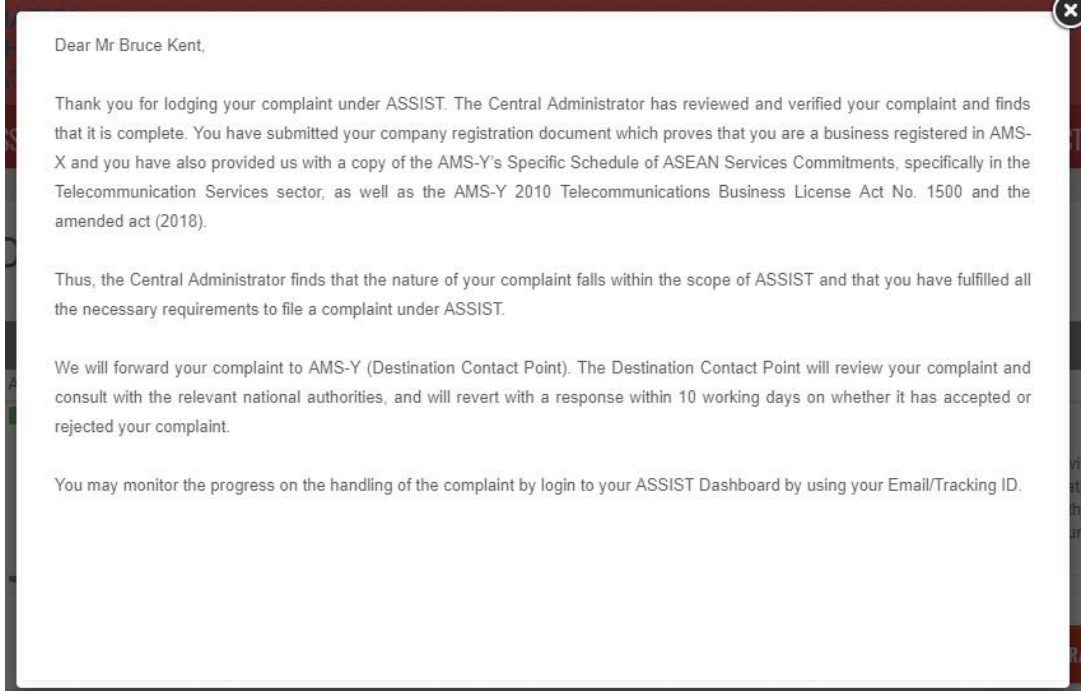 Dear Mr Bruce Kent,
Thank you for lodging your complaint under ASSIST. The Central Administrator has reviewed and verified your complaint and finds
that it is complete. You have submitted your company registration document which proves that you are a business registered in AMS-
X and you have also provided us with a copy of the AMS-Y's Specific Schedule of ASEAN Services Commitments, specifically in the
Telecommunication Services sector, as well as the AMS-Y 2010 Telecommunications Business License Act No. 1500 and the
amended act (2018).
Thus, the Central Administrator finds that the nature of your complaint falls within the scope of ASSIST and that you have fulfilled all
the necessary requirements to file a complaint under ASSIST.
We will forward your complaint to AMS-Y (Destination Contact Point). The Destination Contact Point will review your complaint and
consult with the relevant national authorities, and will revert with a response within 10 working days on whether it has accepted or
rejected your complaint.
You may monitor the progress on the handling of the complaint by login to your ASSIST Dashboard by using your Email/Tracking ID.